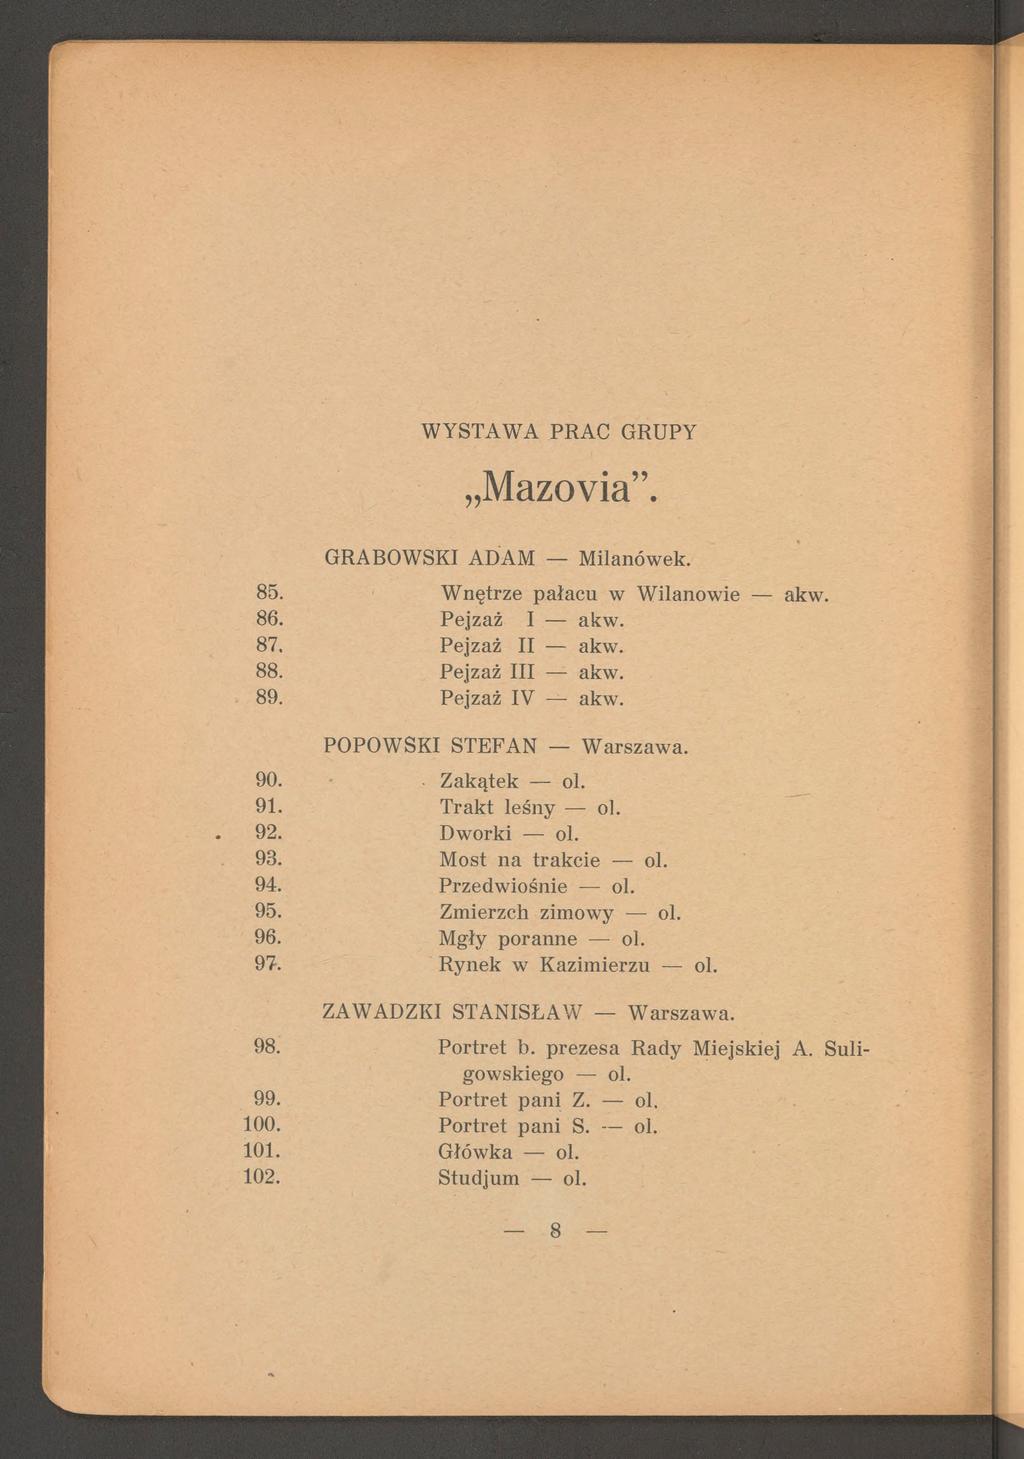 WYSTAWA PRAC GRUPY
„Mazovia”.
GRABOWSKI ADAM — Milanówek.
85. Wnętrze pałacu w Wilanowie — akw.
86. Pejzaż I — akw.
87. Pejzaż II — akw.
88. Pejzaż III — akw.
89. Pejzaż IV — akw.
POPOWSKI STEFAN — Warszawa.
90. Zakątek — ol.
91. Trakt leśny — ol.
92. Dworki — ol.
93. Most na trakcie — ol.
94. Przedwiośnie — ol.
95. Zmierzch zimowy — ol.
96. Mgły poranne — ol.
97. Rynek w Kazimierzu — ol.
ZAWADZKI STANISŁAW — Warszawa.
98. Portret b. prezesa Rady Miejskiej A. Suli-
gowskiego — ol.
99. Portret pani Z. — ol.
100. Portret pani S. — ol.
101. Główka — ol.
102. Studjum — ol.
— 8 —